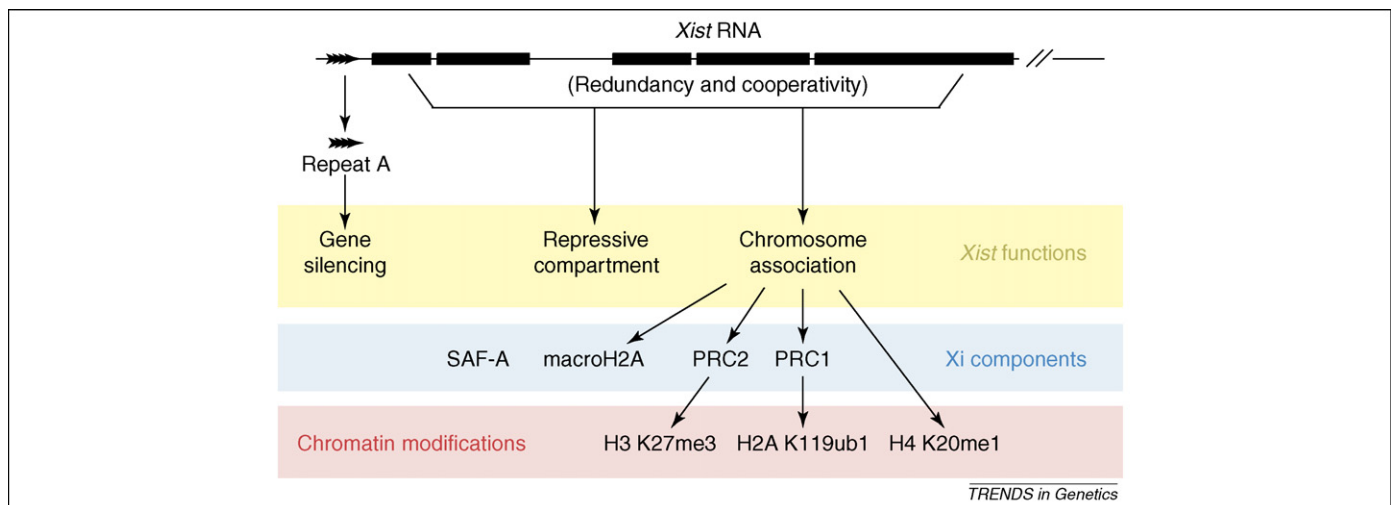 Xist RNA
(Redundancy and cooperativity)
Repeat A
Gene
silencing
Repressive
compartment
Chromosome
association
Xist functions
SAF-A macroH2A PRC2 PRC1 Xi components
Chromatin modifications H3 K27me3 H2A K119ub1 H4 K20me1
TRENDS in Genetics